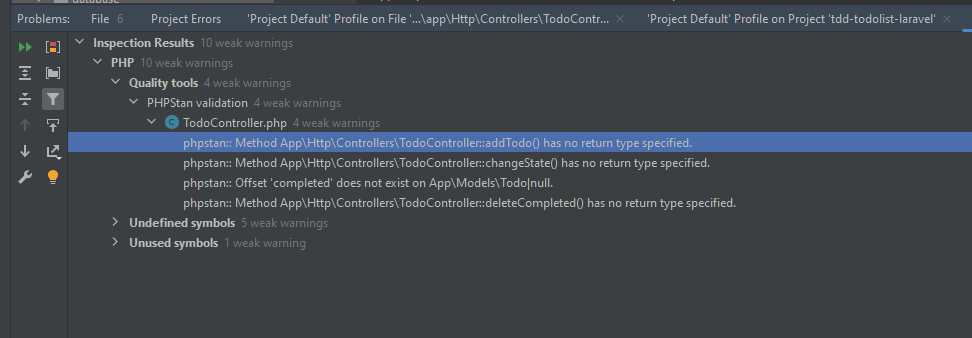 database
Problems: File 6 Project Errors 'Project Default' Profile on File '...\app\Http\Controllers\TodoContr... 'Project Default' Profile on Project 'tdd-todolist-laravel'
Inspection Results 10 weak warnings
PHP 10 weak warnings
Quality tools 4 weak warnings
PHPStan validation 4 weak warnings
C TodoController.php 4 weak warnings
phpstan:: Method App\Http\Controllers\TodoController::addTodo() has no return type specified.
phpstan:: Method App\Http\Controllers\TodoController::changeState() has no return type specified.
phpstan:: Offset 'completed' does not exist on App\Models\Todo|null.
phpstan:: Method App\Http\Controllers\TodoController::deleteCompleted() has no return type specified.
Undefined symbols 5 weak warnings
Unused symbols 1 weak warning